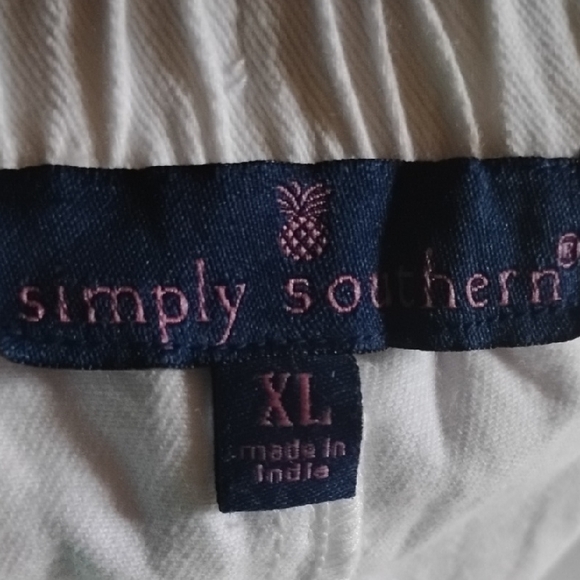 simply southern®
XL
made in
India